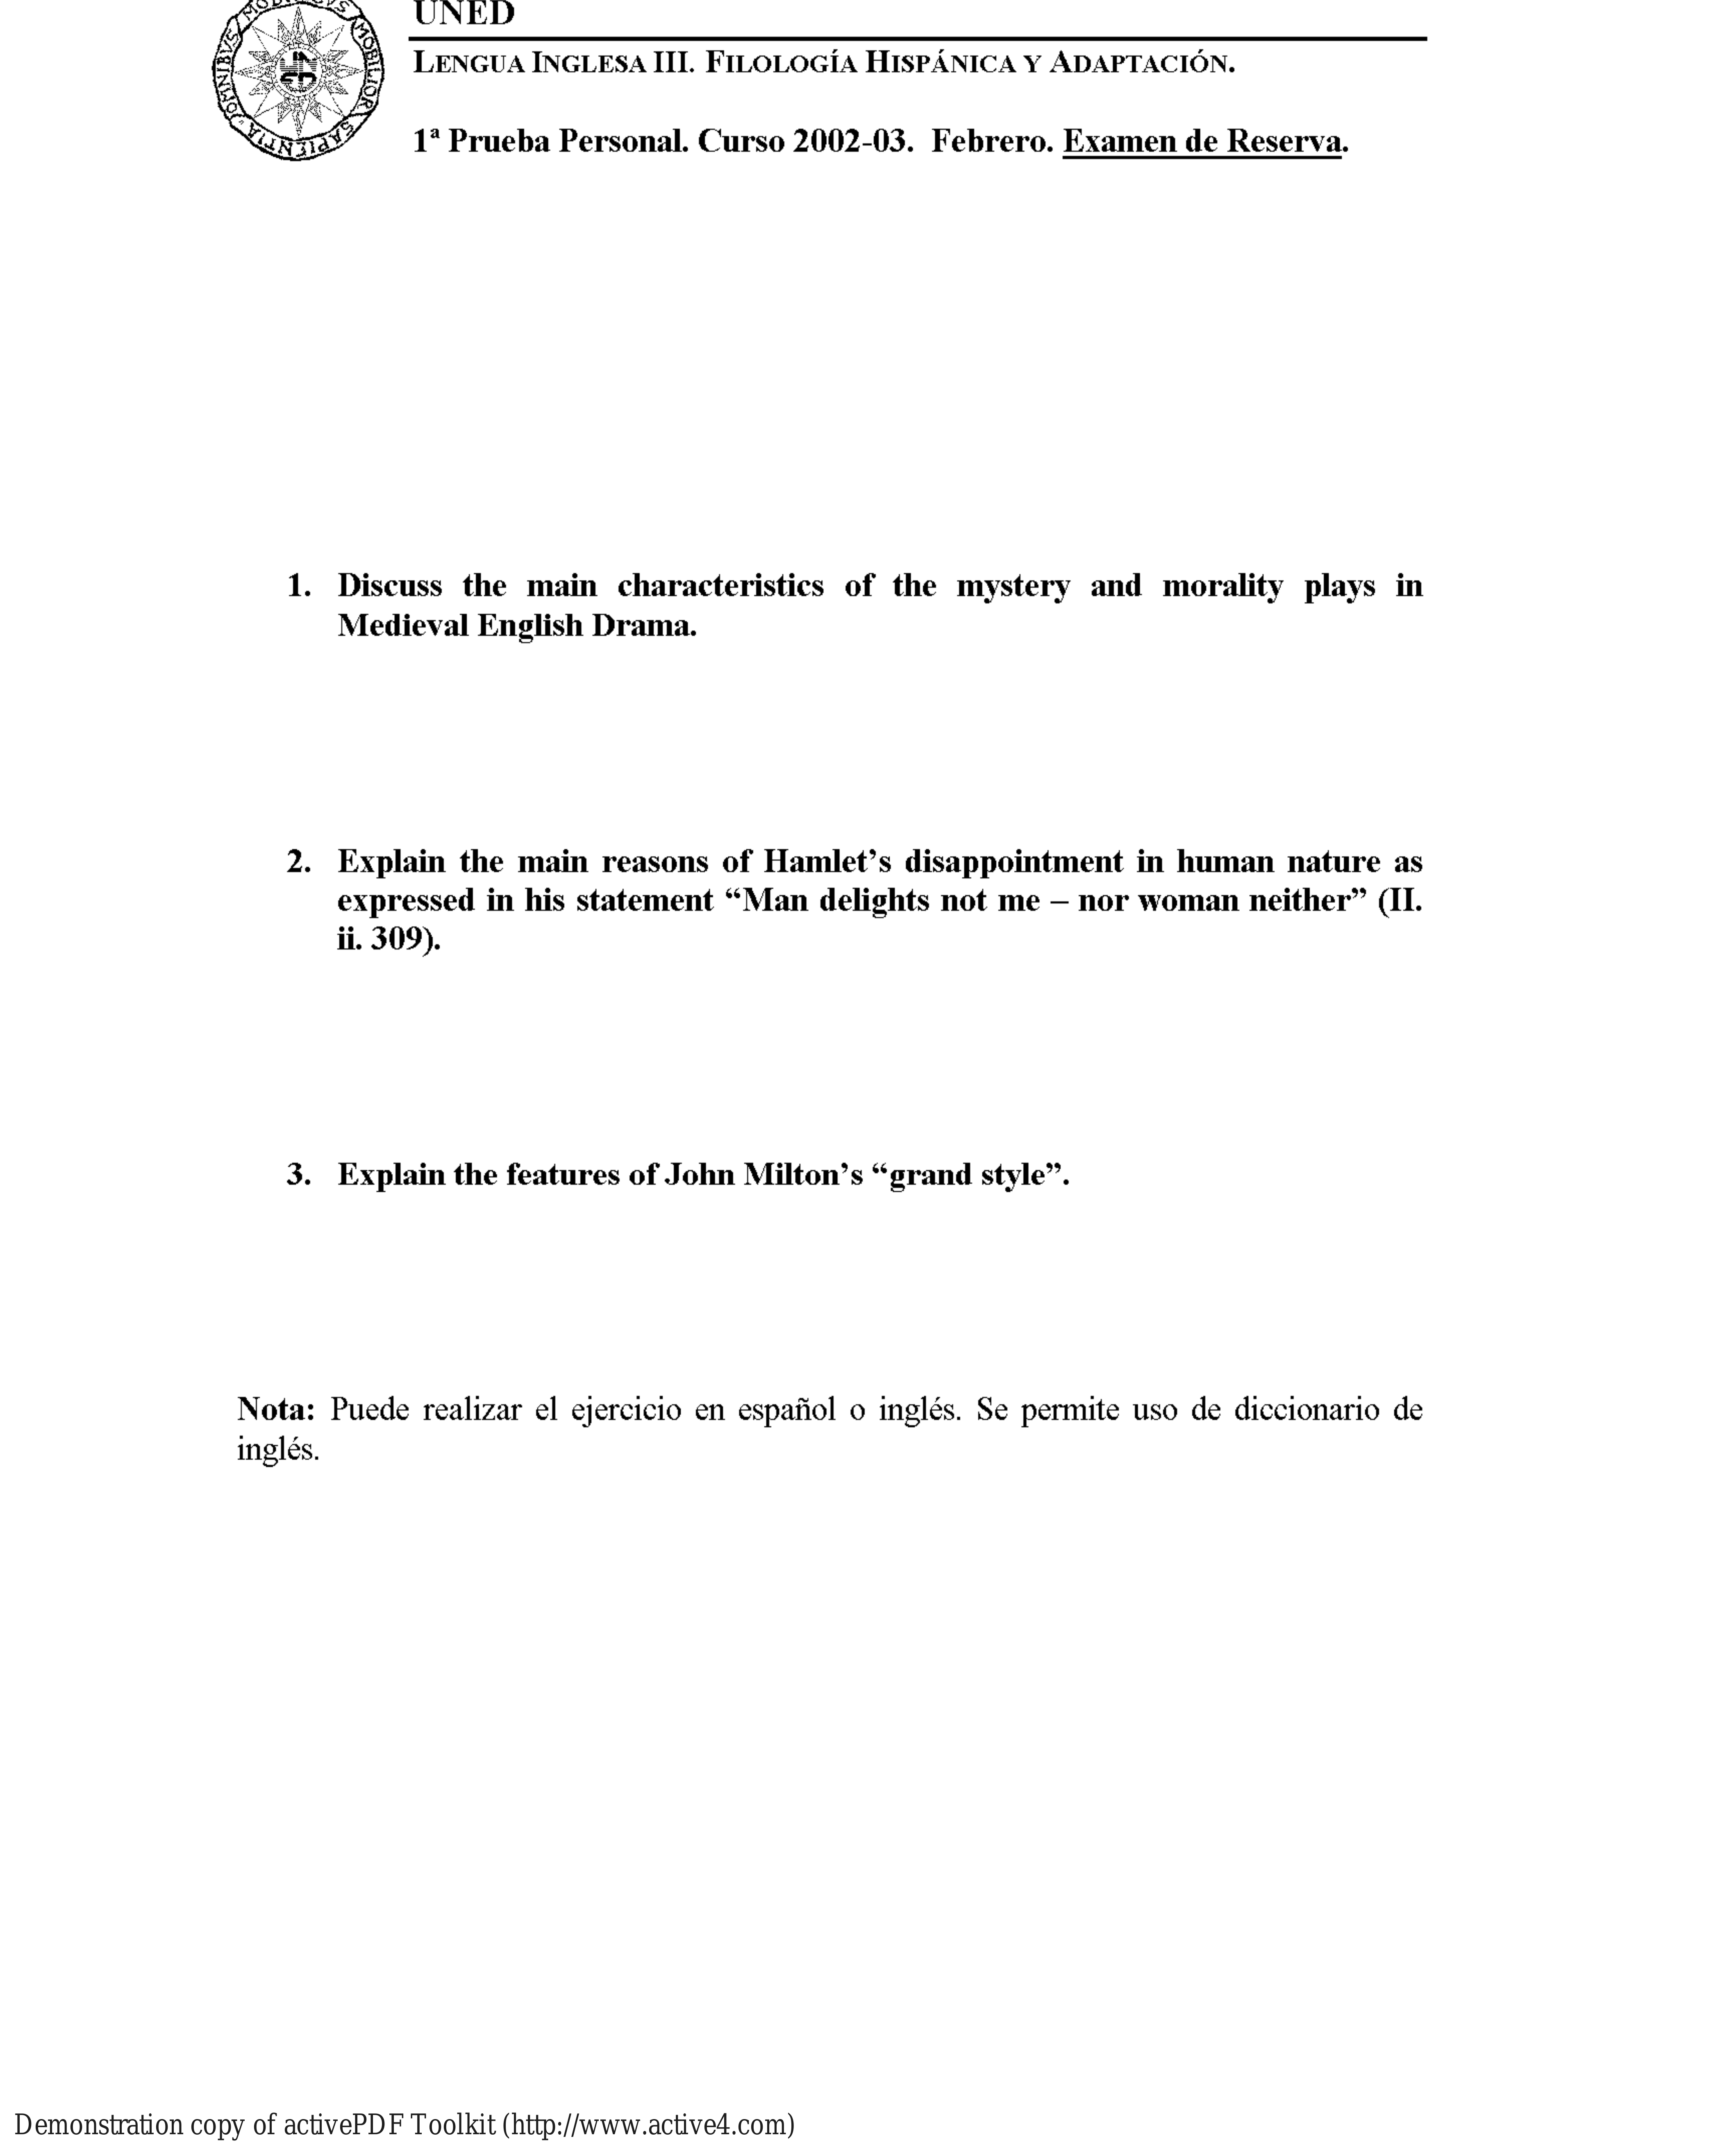 UNED
LENGUA INGLESA III. FILOLOGÍA HISPÁNICA Y ADAPTACIÓN.
1ª Prueba Personal. Curso 2002-03. Febrero. Examen de Reserva.
OMNIBVS MOBILIBVS MOBILIOR SAPIENTIA
1. Discuss the main characteristics of the mystery and morality plays in
Medieval English Drama.
2. Explain the main reasons of Hamlet’s disappointment in human nature as
expressed in his statement “Man delights not me – nor woman neither” (II.
ii. 309).
3. Explain the features of John Milton’s “grand style”.
Nota: Puede realizar el ejercicio en español o inglés. Se permite uso de diccionario de
inglés.
Demonstration copy of activePDF Toolkit (http://www.active4.com)